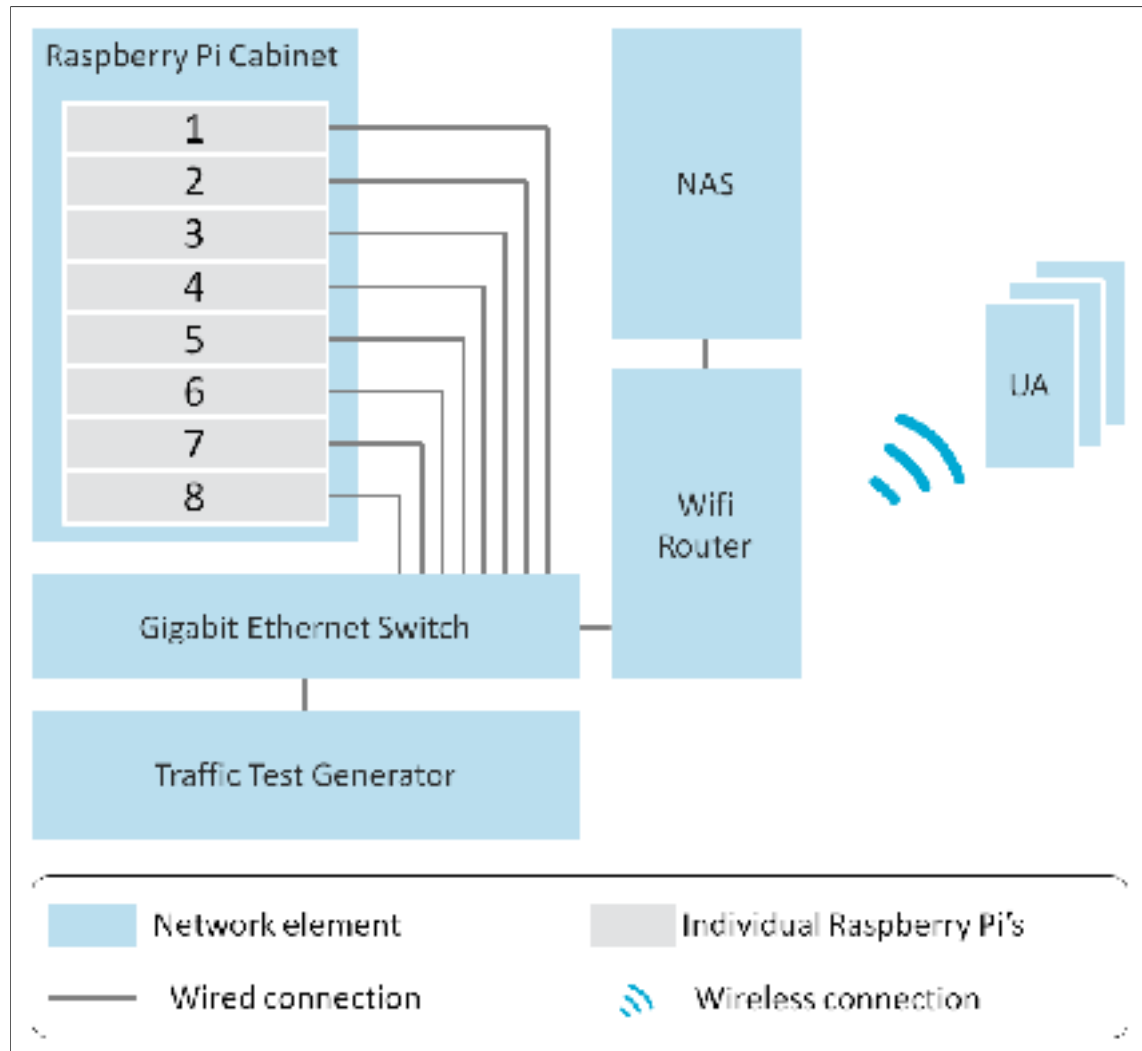 Raspberry Pi Cabinet
1
2
3
4
5
6
7
8
NAS
UA
Wifi
Router
Gigabit Ethernet Switch
Traffic Test Generator
Network element
Individual Raspberry Pi's
Wired connection
Wireless connection